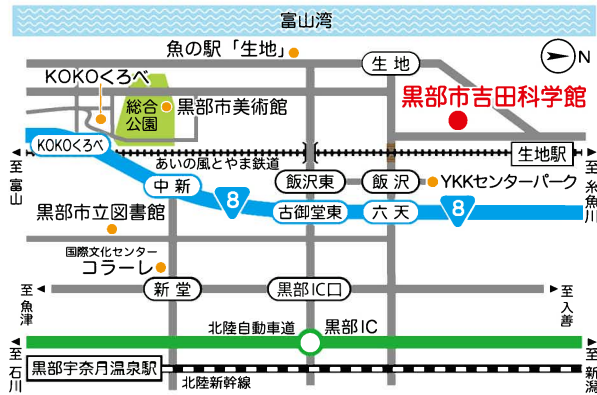 富山湾
魚の駅「生地」
生地
N
KOKOくろべ
総合
公園
黒部市美術館
黒部市吉田科学館
KOKOくろべ
あいの風とやま鉄道
生地駅
至富山
至糸魚川
中新
8
飯沢東
飯沢
YKKセンターパーク
黒部市立図書館
古御堂東
六天
8
国際文化センター
コラーレ
新堂
黒部IC口
至魚津
至入善
北陸自動車道
黒部IC
至石川
至新潟
黒部宇奈月温泉駅
北陸新幹線